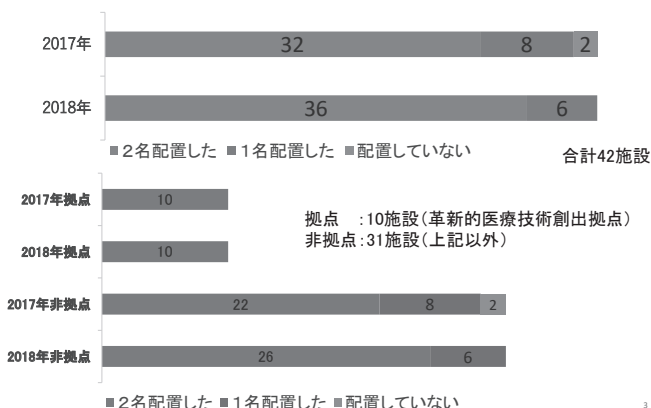 2017年 32 8 2
2018年 36 6
■2名配置した ■1名配置した ■配置していない
合計42施設
2017年拠点 10
拠点 :10施設(革新的医療技術創出拠点)
非拠点:31施設(上記以外)
2018年拠点 10
2017年非拠点 22 8 2
2018年非拠点 26 6
■2名配置した ■1名配置した ■配置していない
3